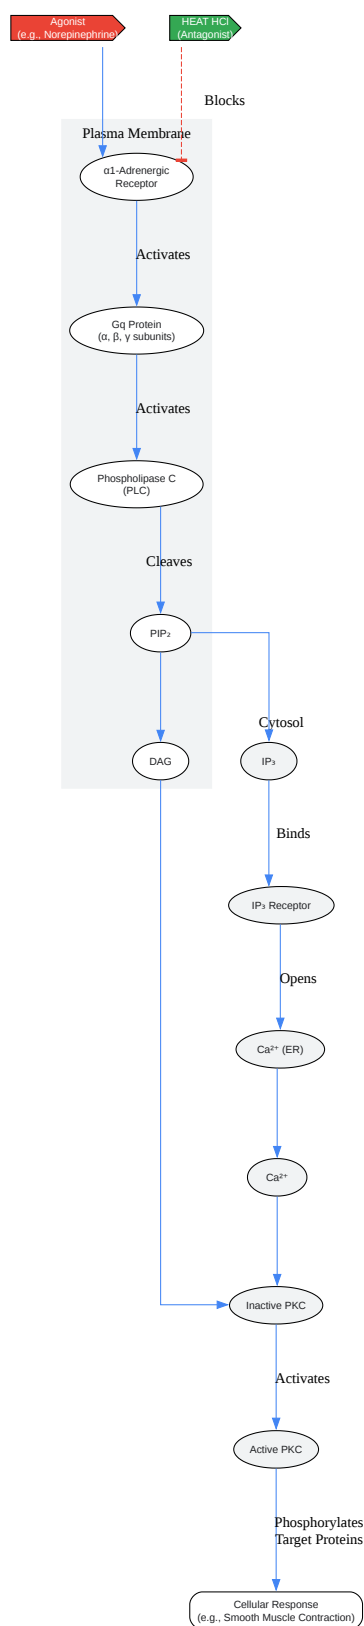 Agonist
(e.g., Norepinephrine)
HEAT HCl
(Antagonist)
Blocks
Plasma Membrane
α1-Adrenergic
Receptor
Activates
Gq Protein
(α, β, γ subunits)
Activates
Phospholipase C
(PLC)
Cleaves
PIP₂
Cytosol
DAG
IP₃
Binds
IP₃ Receptor
Opens
Ca²⁺ (ER)
Ca²⁺
Inactive PKC
Activates
Active PKC
Phosphorylates
Target Proteins
Cellular Response
(e.g., Smooth Muscle Contraction)